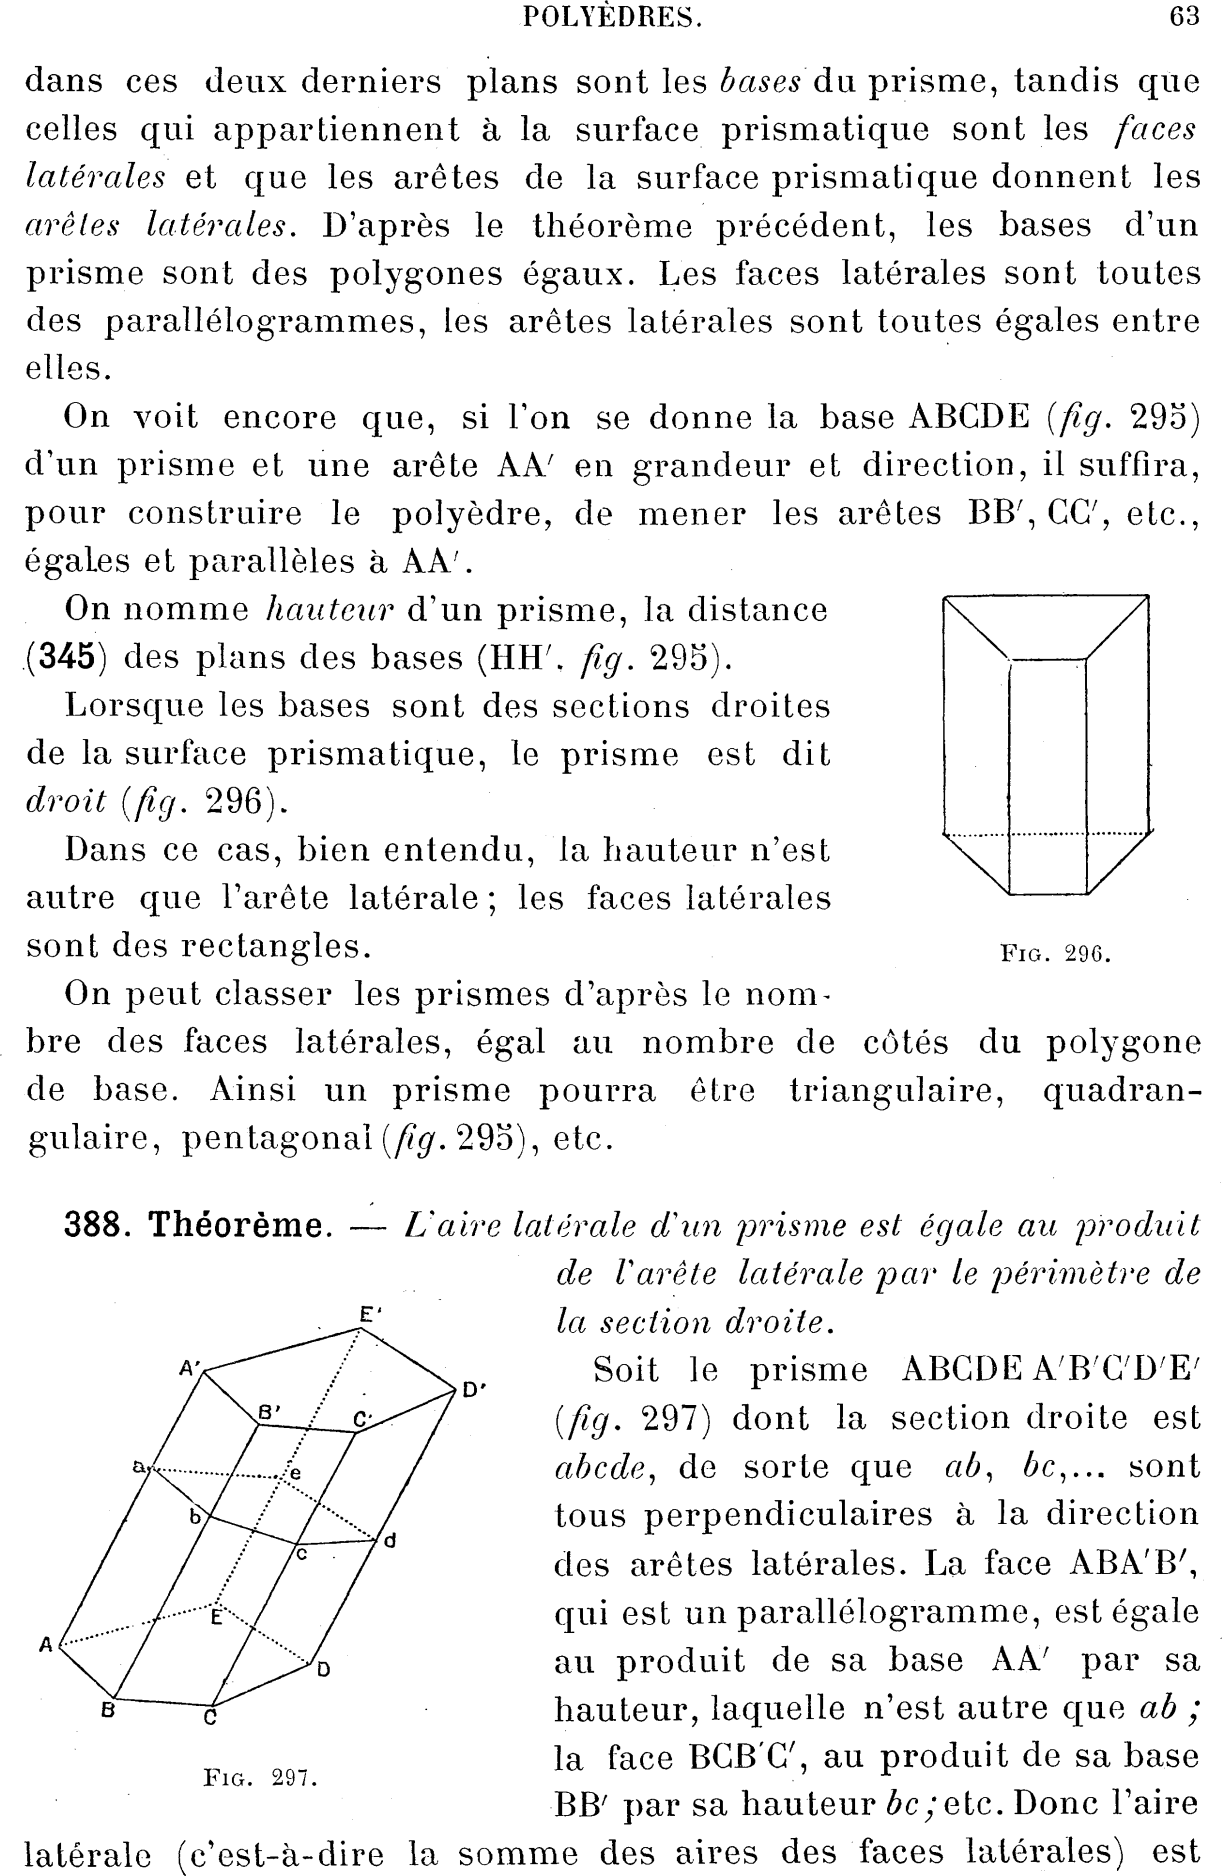 POLYÈDRES. 63
dans ces deux derniers plans sont les bases du prisme, tandis que
celles qui appartiennent à la surface prismatique sont les faces
latérales et que les arêtes de la surface prismatique donnent les
arêtes latérales. D'après le théorème précédent, les bases d'un
prisme sont des polygones égaux. Les faces latérales sont toutes
des parallélogrammes, les arêtes latérales sont toutes égales entre
elles.
On voit encore que, si l'on se donne la base ABCDE (fig. 295)
d'un prisme et une arête AA' en grandeur et direction, il suffira,
pour construire le polyèdre, de mener les arêtes BB', CC', etc.,
égales et parallèles à AA'.
On nomme hauteur d'un prisme, la distance
(345) des plans des bases (HH'. fig. 295).
Lorsque les bases sont des sections droites
de la surface prismatique, le prisme est dit
droit (fig. 296).
Dans ce cas, bien entendu, la hauteur n'est
autre que l'arête latérale ; les faces latérales
sont des rectangles.
FIG. 296.
On peut classer les prismes d'après le nom-
bre des faces latérales, égal au nombre de côtés du polygone
de base. Ainsi un prisme pourra être triangulaire, quadran-
gulaire, pentagonal (fig. 295), etc.
388. Théorème. — L'aire latérale d'un prisme est égale au produit
de l'arête latérale par le périmètre de
la section droite.
Soit le prisme ABCDE A'B'C'D'E'
(fig. 297) dont la section droite est
abcde, de sorte que ab, bc,... sont
tous perpendiculaires à la direction
des arêtes latérales. La face ABA'B',
qui est un parallélogramme, est égale
au produit de sa base AA' par sa
hauteur, laquelle n'est autre que ab ;
la face BCB'C', au produit de sa base
BB' par sa hauteur bc ; etc. Donc l'aire
E'
A'
D'
B'
C'
a
e
b
c
d
E
A
D
B
C
FIG. 297.
latérale (c'est-à-dire la somme des aires des faces latérales) est